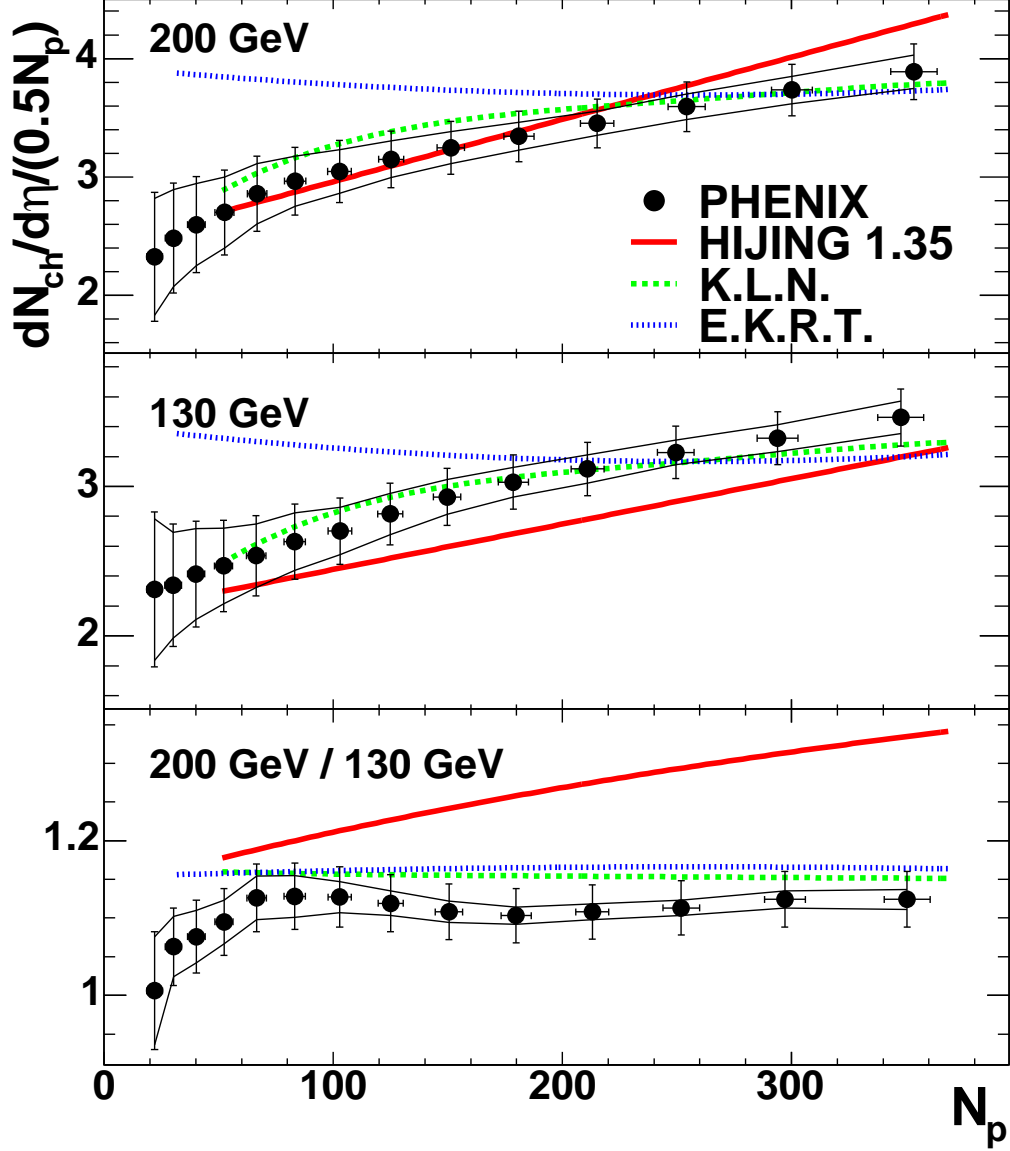 dN_ch/dη/(0.5N_p)
200 GeV
4
3
2
PHENIX
HIJING 1.35
K.L.N.
E.K.R.T.
130 GeV
3
2
200 GeV / 130 GeV
1.2
1
0 100 200 300
N_p